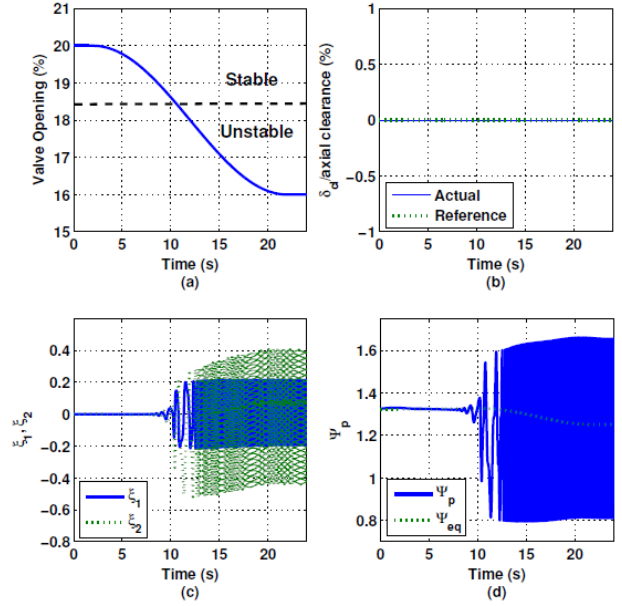 Valve Opening (%)
21
20
19
18
17
16
15
Stable
Unstable
0 5 10 15 20
Time (s)
(a)
δd/axial clearance (%)
1
0.5
0
−0.5
−1
Actual
Reference
0 5 10 15 20
Time (s)
(b)
ξ1, ξ2
0.4
0.2
0
−0.2
−0.4
−0.6
−0.8
ξ1
ξ2
0 5 10 15 20
Time (s)
(c)
Ψp
1.6
1.4
1.2
1
0.8
Ψp
Ψeq
0 5 10 15 20
Time (s)
(d)